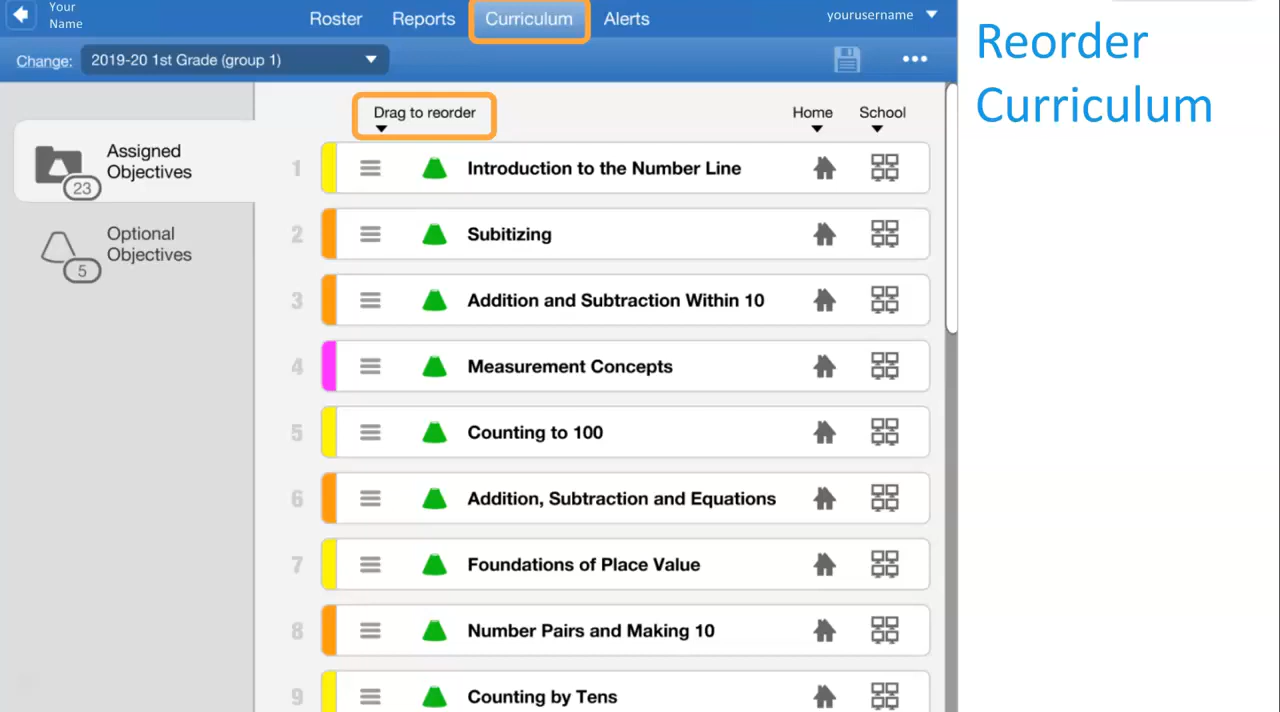 Your
Name
Roster Reports Curriculum Alerts
yourusername
Reorder
Curriculum
Change: 2019-20 1st Grade (group 1)
Drag to reorder
Home School
Assigned
Objectives
23
Optional
Objectives
5
1 Introduction to the Number Line
2 Subitizing
3 Addition and Subtraction Within 10
4 Measurement Concepts
5 Counting to 100
6 Addition, Subtraction and Equations
7 Foundations of Place Value
8 Number Pairs and Making 10
9 Counting by Tens